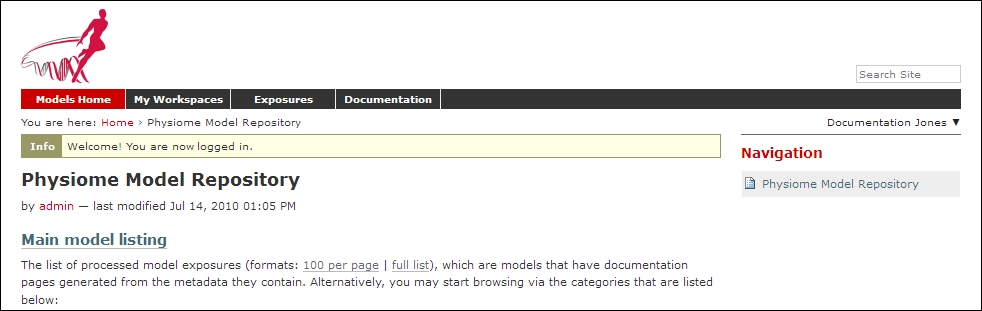 Search Site
Models Home My Workspaces Exposures Documentation
You are here: Home › Physiome Model Repository
Documentation Jones ▼
Info Welcome! You are now logged in.
Physiome Model Repository
by admin — last modified Jul 14, 2010 01:05 PM
Main model listing
The list of processed model exposures (formats: 100 per page | full list), which are models that have documentation
pages generated from the metadata they contain. Alternatively, you may start browsing via the categories that are listed
below:
Navigation
Physiome Model Repository